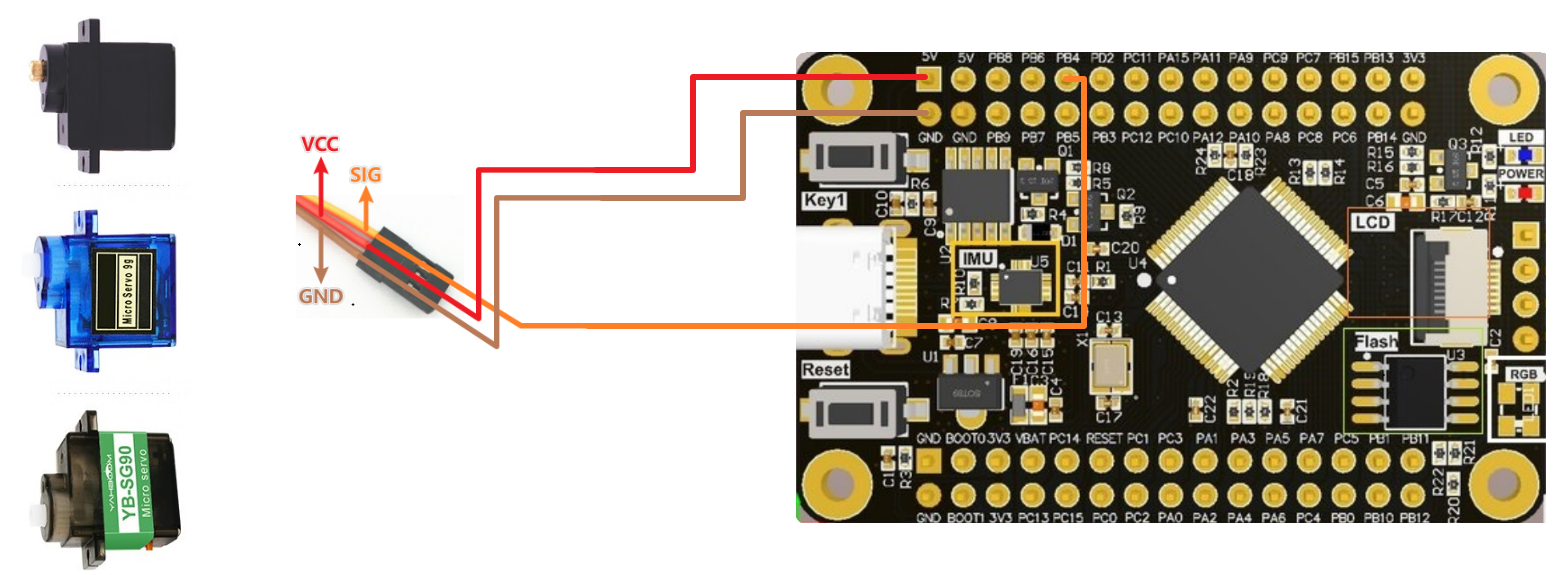 VCC
SIG
GND
Micro Servo 9g
YAHBOOM
YB-SG90
Micro servo
5V 5V PB8 PB6 PB4 PD2 PC11 PA15 PA11 PA9 PC9 PC7 PB15 PB13 3V3
GND GND PB9 PB7 PB5 PB3 PC12 PC10 PA12 PA10 PA8 PC8 PC6 PB14 GND
Key1
C10
R6
C9
U2
Q1
R8
R5
R4
D1
Q2
R9
C20
IMU
U5
R10
C11
R1
U4
R24
C18
R23
R13
R14
R15
R16
C5
C6
Q3
R12
R17
C12
LED
POWER
LCD
C7
U1
C19
C16
C15
X1
C13
C17
C3
C4
Reset
SOT89
C22
R19
R18
C21
Flash
U3
C2
RGB
LED1
C1
R3
R22
R21
R20
GND BOOT0 3V3 VBAT PC14 RESET PC1 PC3 PA1 PA3 PA5 PA7 PC5 PB1 PB11
GND BOOT1 3V3 PC13 PC15 PC0 PC2 PA0 PA2 PA4 PA6 PC4 PB0 PB10 PB12